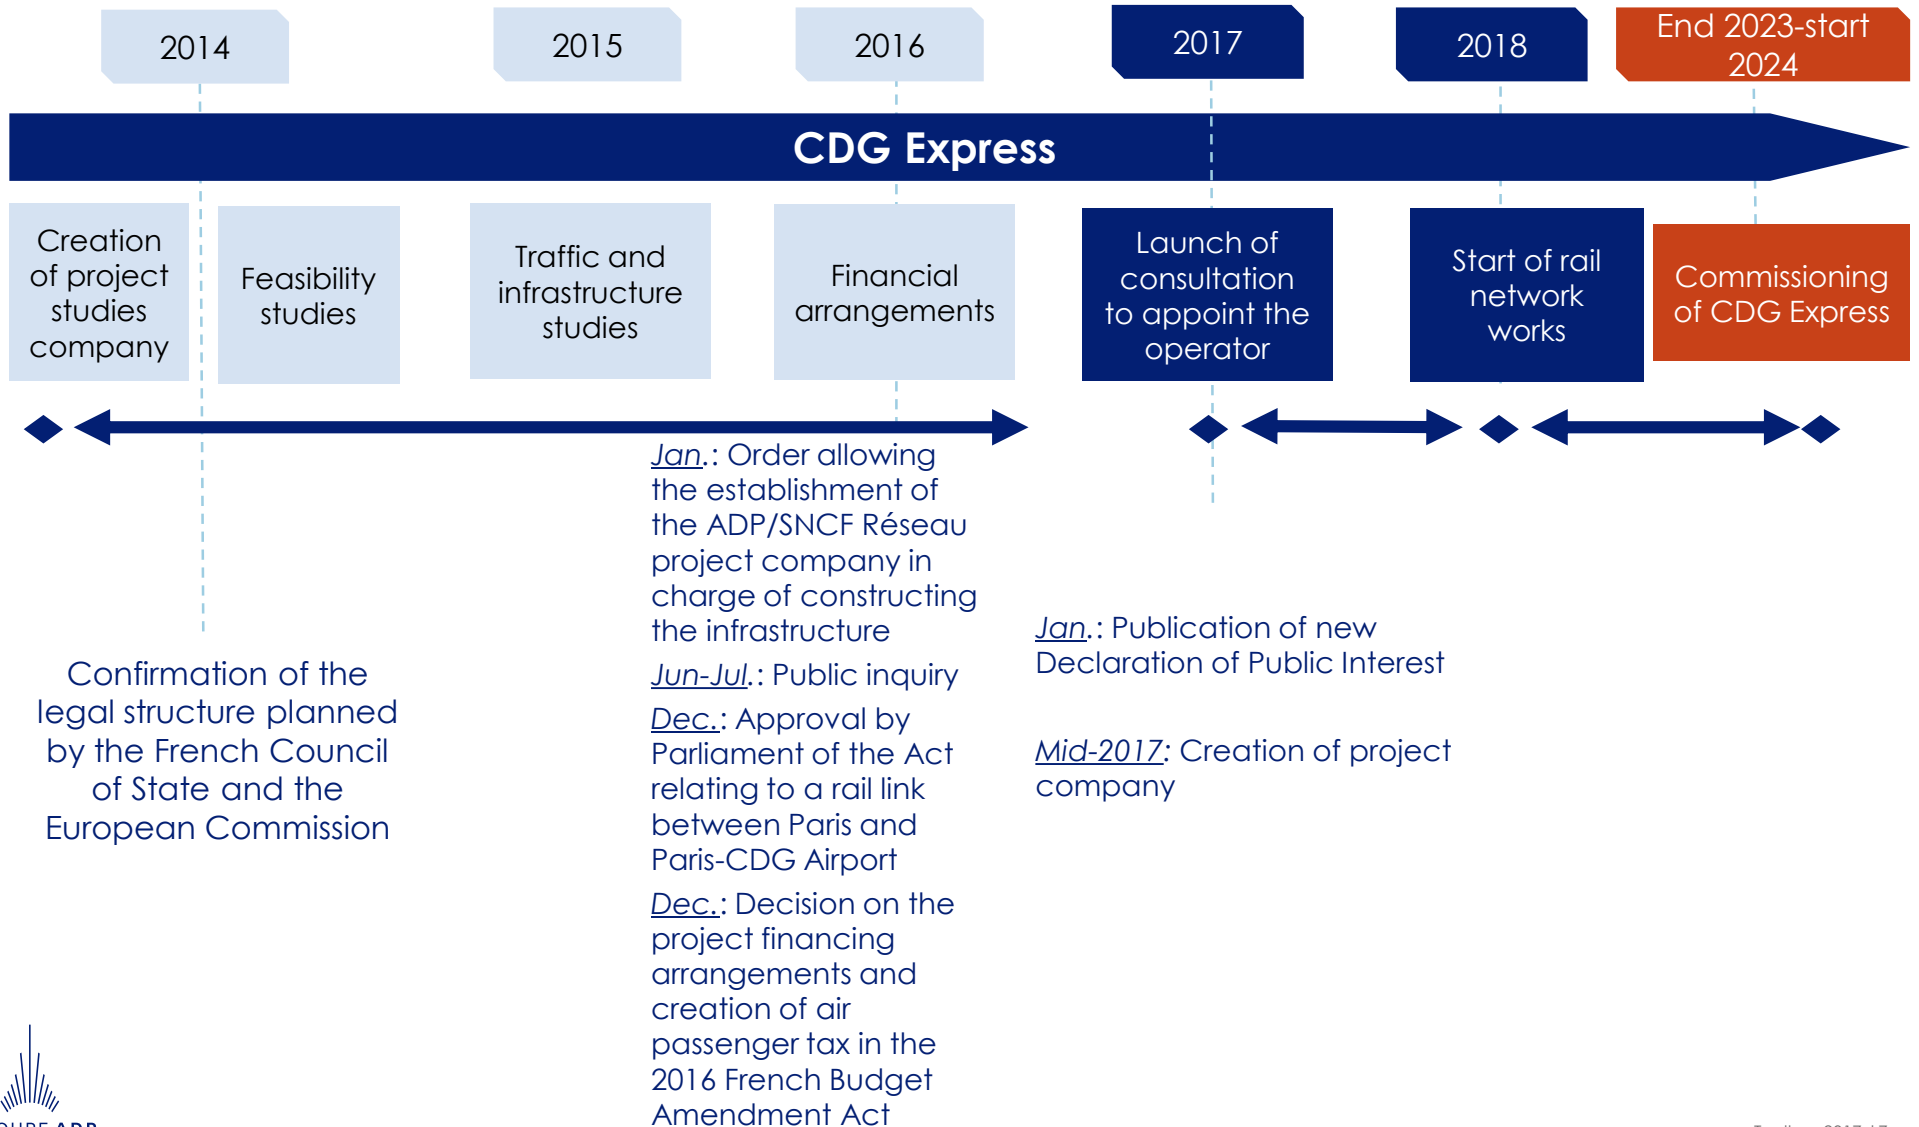 2014
2015
2016
2017
2018
End 2023-start
2024
CDG Express
Creation
of project
studies
company
Feasibility
studies
Traffic and
infrastructure
studies
Financial
arrangements
Launch of
consultation
to appoint the
operator
Start of rail
network
works
Commissioning
of CDG Express
Confirmation of the
legal structure planned
by the French Council
of State and the
European Commission
Jan.: Order allowing
the establishment of
the ADP/SNCF Réseau
project company in
charge of constructing
the infrastructure
Jun-Jul.: Public inquiry
Dec.: Approval by
Parliament of the Act
relating to a rail link
between Paris and
Paris-CDG Airport
Dec.: Decision on the
project financing
arrangements and
creation of air
passenger tax in the
2016 French Budget
Amendment Act
Jan.: Publication of new
Declaration of Public Interest
Mid-2017: Creation of project
company
ADP